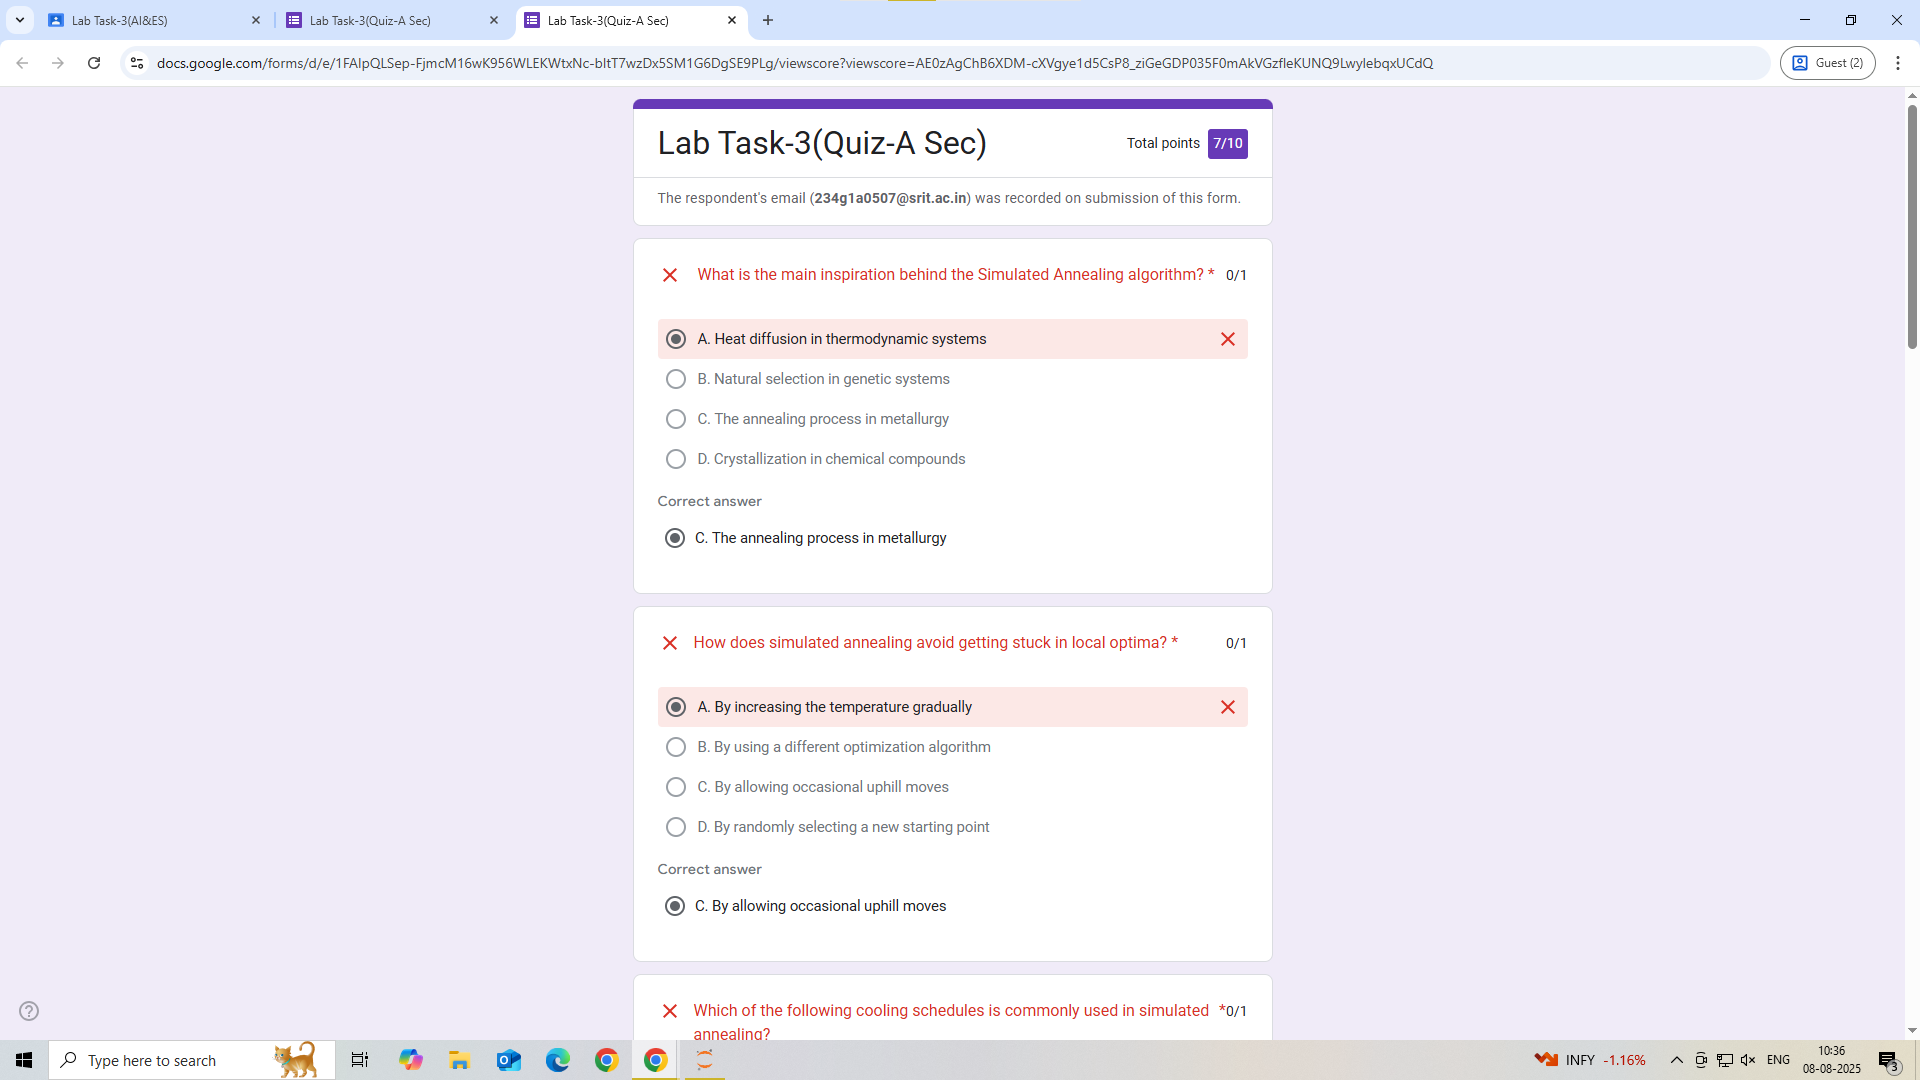 Lab Task-3(AI&ES)
Lab Task-3(Quiz-A Sec)
Lab Task-3(Quiz-A Sec)
docs.google.com/forms/d/e/1FAIpQLSep-FjmcM16wK956WLEKWtxNc-bItT7wzDx5SM1G6DgSE9PLg/viewscore?viewscore=AE0zAgChB6XDM-cXVgye1d5CsP8_ziGeGDP035F0mAkVGzfleKUNQ9LwylebqxUCdQ
Guest (2)
Lab Task-3(Quiz-A Sec)
Total points 7/10
The respondent's email (234g1a0507@srit.ac.in) was recorded on submission of this form.
What is the main inspiration behind the Simulated Annealing algorithm? * 0/1
A. Heat diffusion in thermodynamic systems
B. Natural selection in genetic systems
C. The annealing process in metallurgy
D. Crystallization in chemical compounds
Correct answer
C. The annealing process in metallurgy
How does simulated annealing avoid getting stuck in local optima? * 0/1
A. By increasing the temperature gradually
B. By using a different optimization algorithm
C. By allowing occasional uphill moves
D. By randomly selecting a new starting point
Correct answer
C. By allowing occasional uphill moves
Which of the following cooling schedules is commonly used in simulated *0/1
annealing?
Type here to search
INFY -1.16%
ENG
10:36
08-08-2025
3